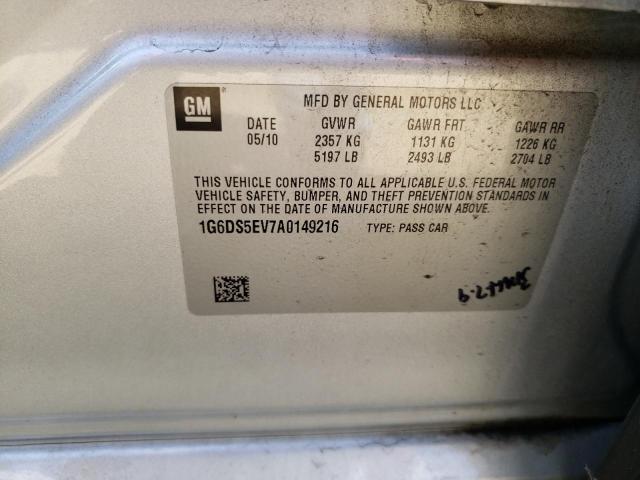 GM
MFD BY GENERAL MOTORS LLC
DATE GVWR GAWR FRT GAWR RR
05/10 2357 KG 1131 KG 1226 KG
5197 LB 2493 LB 2704 LB
THIS VEHICLE CONFORMS TO ALL APPLICABLE U.S. FEDERAL MOTOR
VEHICLE SAFETY, BUMPER, AND THEFT PREVENTION STANDARDS IN
EFFECT ON THE DATE OF MANUFACTURE SHOWN ABOVE.
1G6DS5EV7A0149216 TYPE: PASS CAR